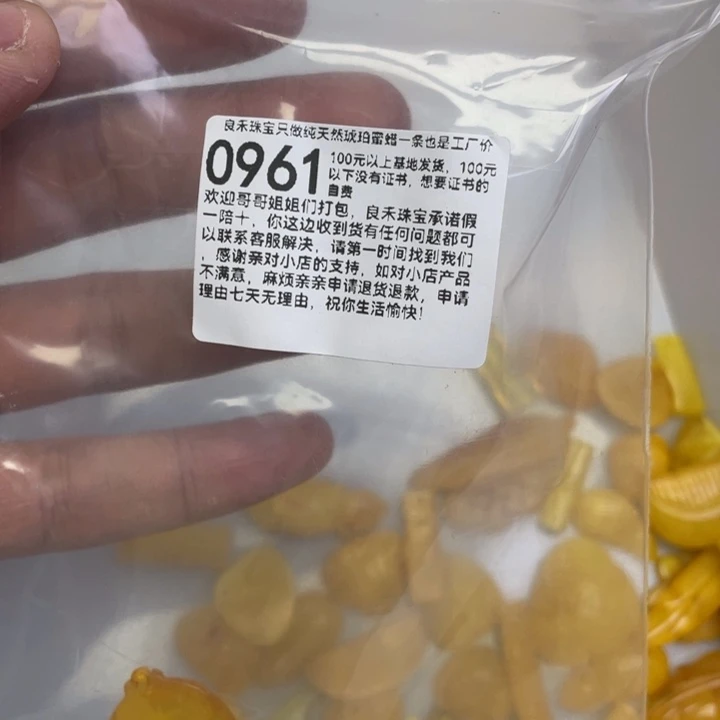 良禾珠宝只做纯天然琥珀蜜蜡一条也是工厂价
0961
100元以上基地发货，100元
以下没有证书，想要证书的
自费
欢迎哥哥姐姐们打包，良禾珠宝承诺假
一陪十，你这边收到货有任何问题都可
以联系客服解决，请第一时间找到我们
，感谢亲对小店的支持，如对小店产品
不满意，麻烦亲亲申请退货退款，申请
理由七天无理由，祝你生活愉快！